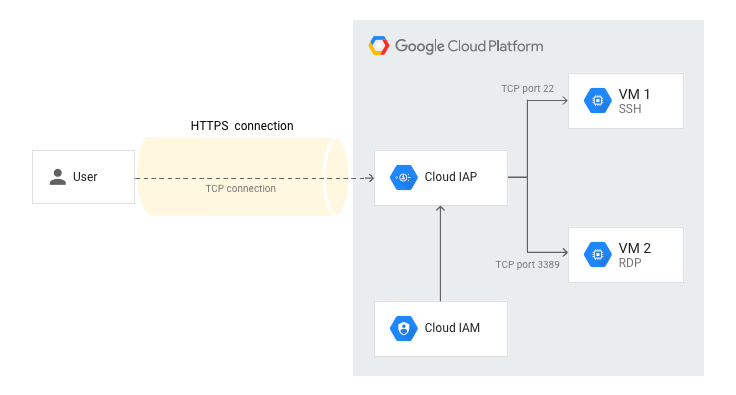 Google Cloud Platform
TCP port 22
VM 1
SSH
HTTPS connection
User
TCP connection
Cloud IAP
VM 2
RDP
TCP port 3389
Cloud IAM